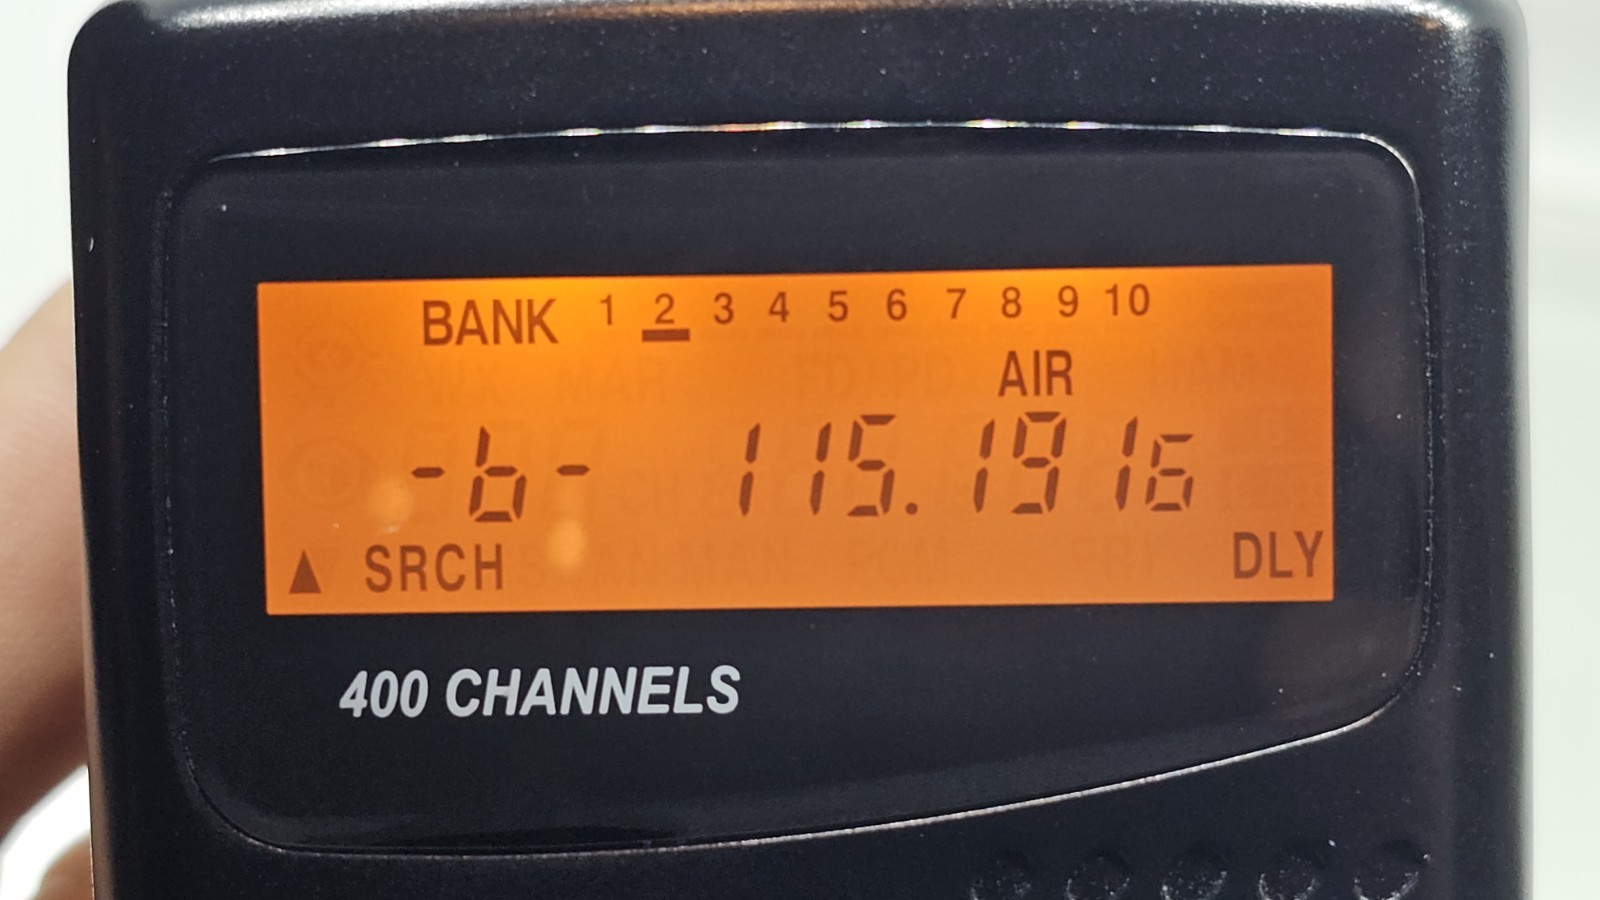 BANK 1 2 3 4 5 6 7 8 9 10
AIR
-b- 115.1916
▲ SRCH DLY
400 CHANNELS